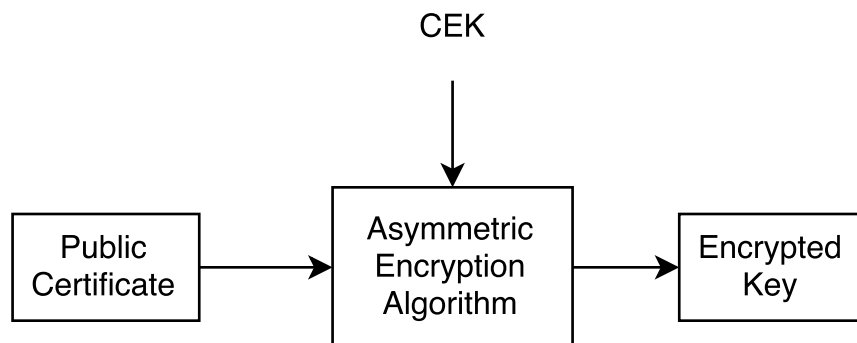 CEK
Public
Certificate
Asymmetric
Encryption
Algorithm
Encrypted
Key